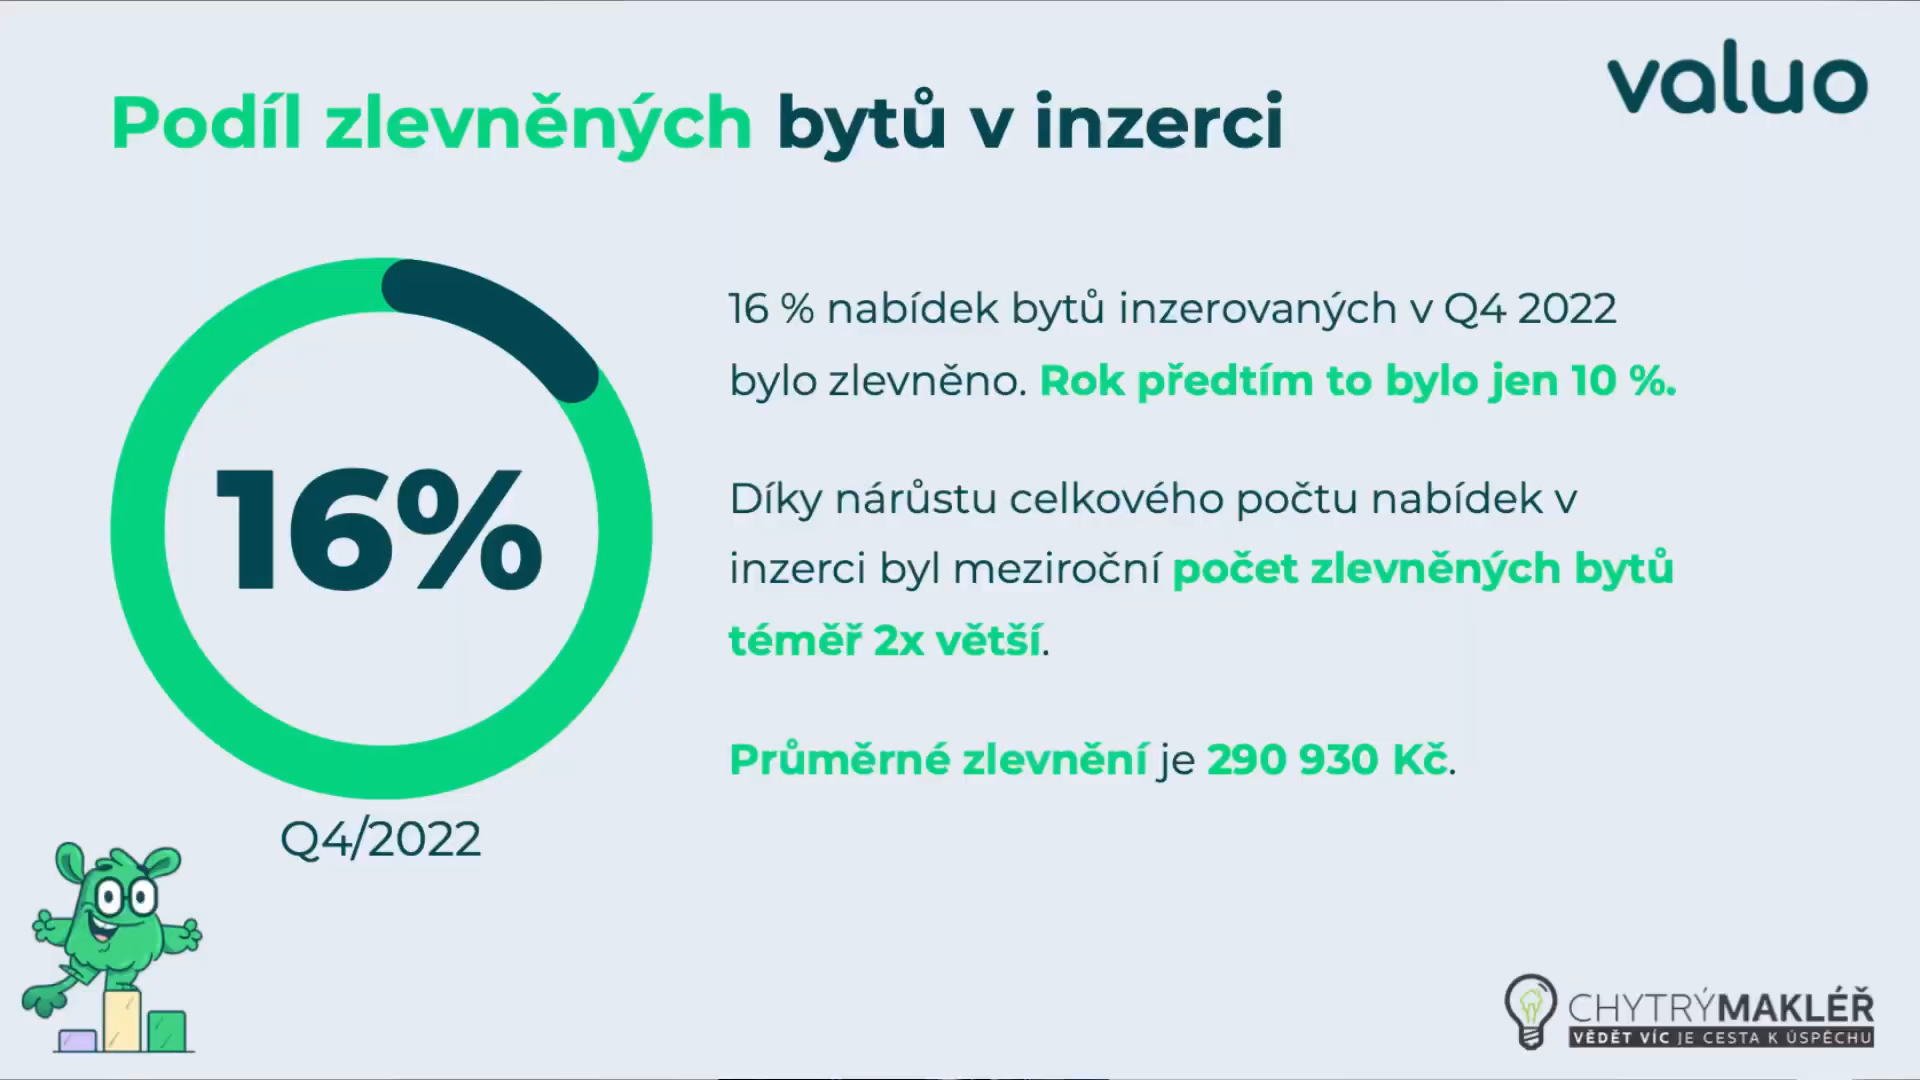 valuo
Podíl zlevněných bytů v inzerci
16%
Q4/2022
16 % nabídek bytů inzerovaných v Q4 2022
bylo zlevněno. Rok předtím to bylo jen 10 %.
Díky nárůstu celkového počtu nabídek v
inzerci byl meziroční počet zlevněných bytů
téměř 2x větší.
Průměrné zlevnění je 290 930 Kč.
CHYTRÝMAKLÉŘ
VĚDĚT VÍC JE CESTA K ÚSPĚCHU